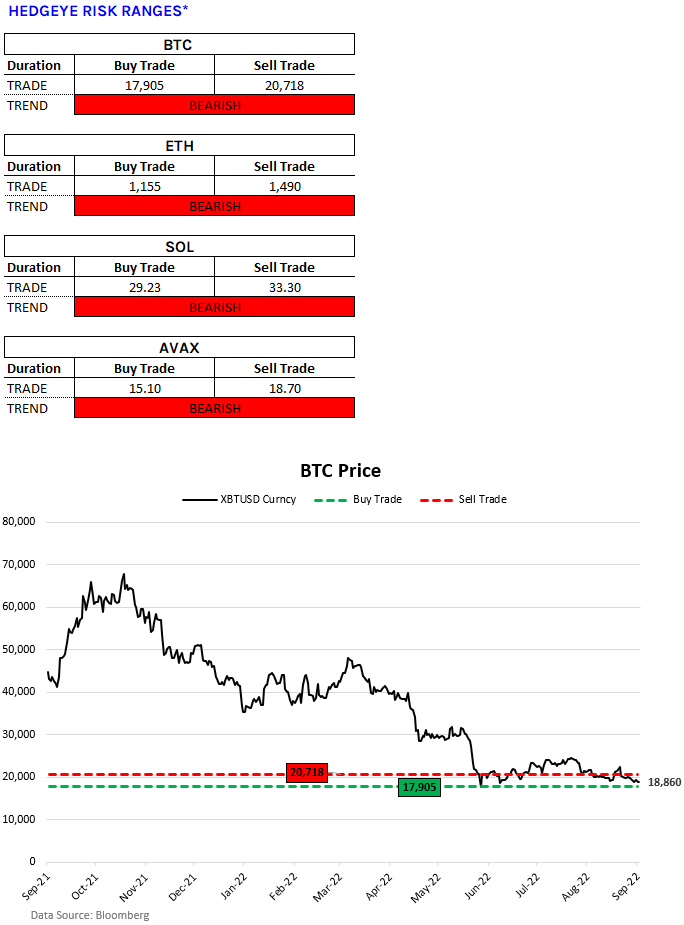 HEDGEYE RISK RANGES*
BTC
Duration Buy Trade Sell Trade
TRADE 17,905 20,718
TREND BEARISH
ETH
Duration Buy Trade Sell Trade
TRADE 1,155 1,490
TREND BEARISH
SOL
Duration Buy Trade Sell Trade
TRADE 29.23 33.30
TREND BEARISH
AVAX
Duration Buy Trade Sell Trade
TRADE 15.10 18.70
TREND BEARISH
BTC Price
XBTUSD Curncy Buy Trade Sell Trade
80,000
70,000
60,000
50,000
40,000
30,000
20,718
20,000
18,860
17,905
10,000
0
Sep-21 Oct-21 Nov-21 Dec-21 Jan-22 Feb-22 Mar-22 Apr-22 May-22 Jun-22 Jul-22 Aug-22 Sep-22
Data Source: Bloomberg